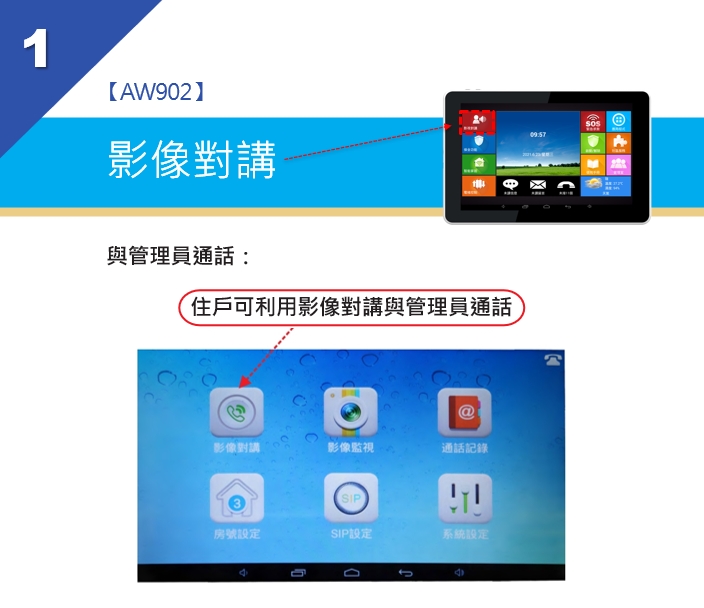 1
【AW902】
影像對講
SOS
09:57
與管理員通話：
住戶可利用影像對講與管理員通話
影像對講
影像監視
@
通話記錄
3
房號設定
SIP
SIP設定
系統設定